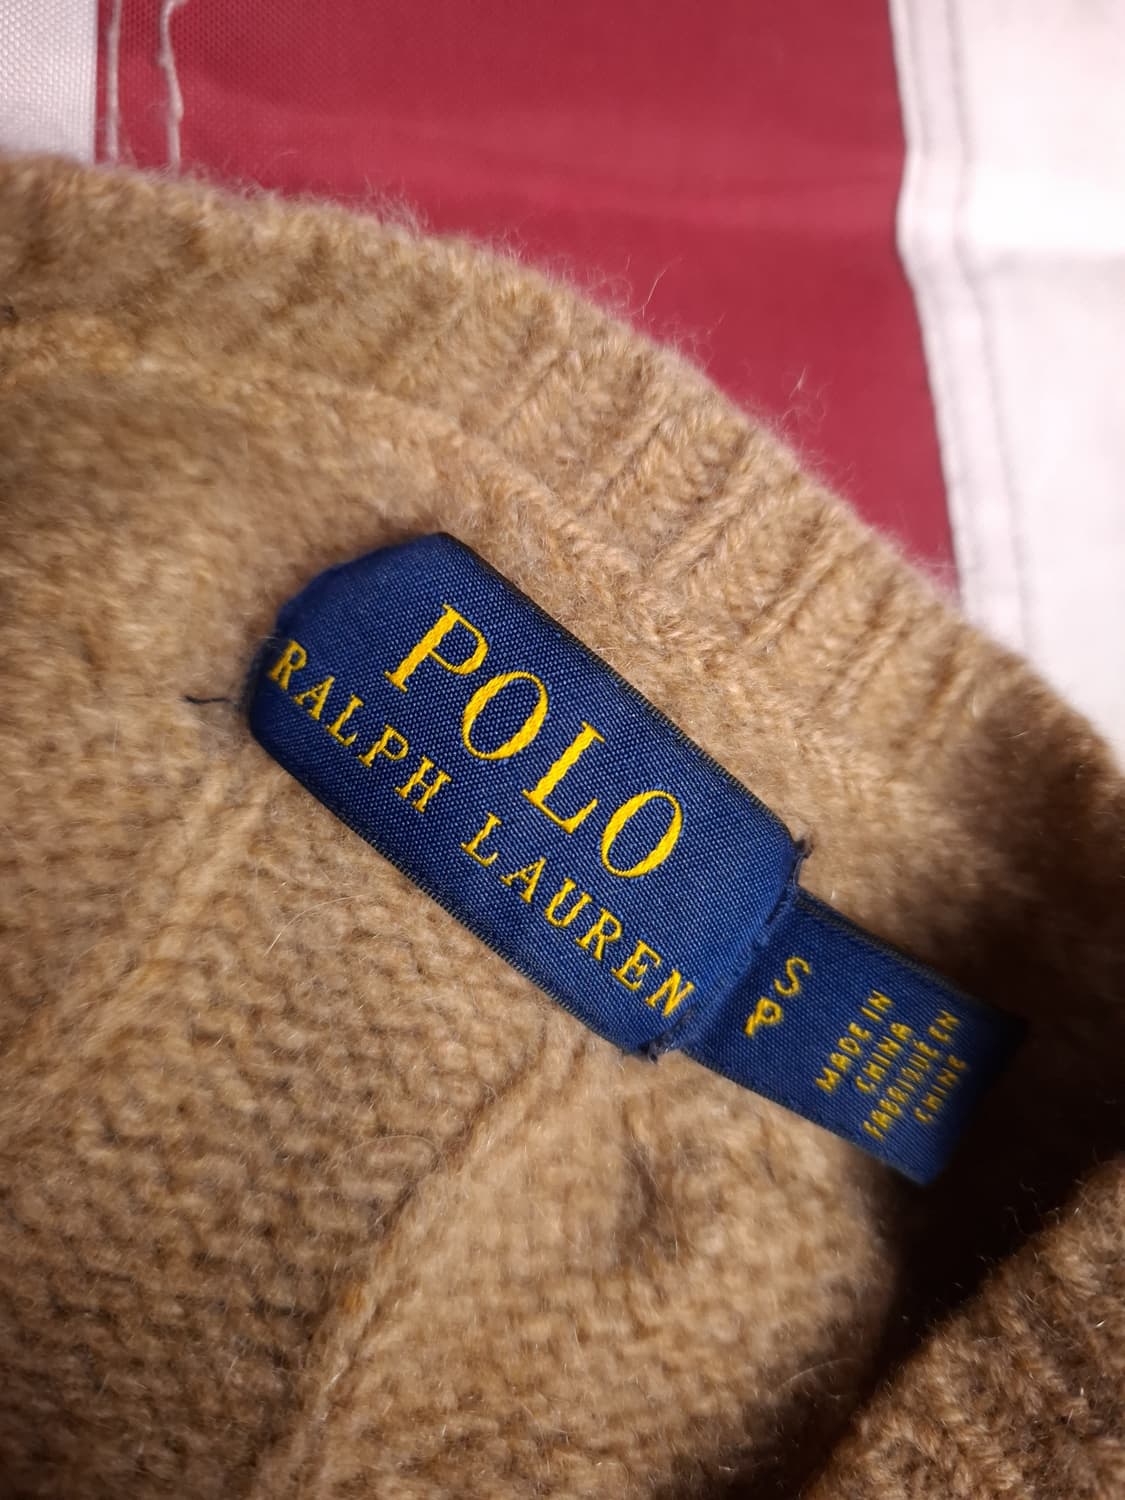 POLO
RALPH LAUREN
S
P
MADE IN
CHINA
FABRIQUÉ EN
CHINE